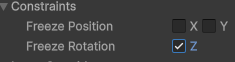 Constraints
Freeze Position X Y
Freeze Rotation Z